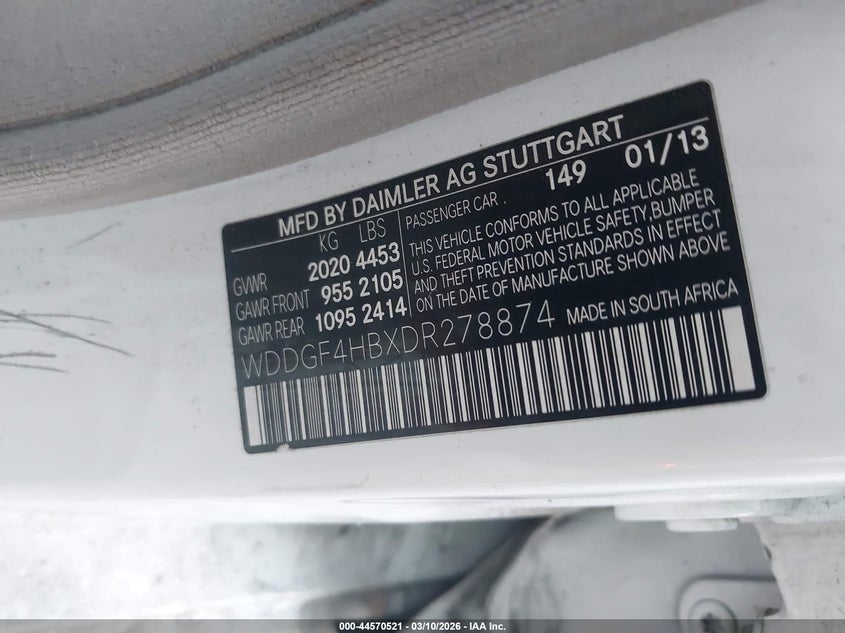 MFD BY DAIMLER AG STUTTGART
KG LBS PASSENGER CAR . 149 01/13
GVWR 2020 4453
GAWR FRONT 955 2105
GAWR REAR 1095 2414
THIS VEHICLE CONFORMS TO ALL APPLICABLE
U.S. FEDERAL MOTOR VEHICLE SAFETY, BUMPER
AND THEFT PREVENTION STANDARDS IN EFFECT
ON THE DATE OF MANUFACTURE SHOWN ABOVE
WDDGF4HBXDR278874 MADE IN SOUTH AFRICA
000-44570521 - 03/10/2026 - IAA Inc.